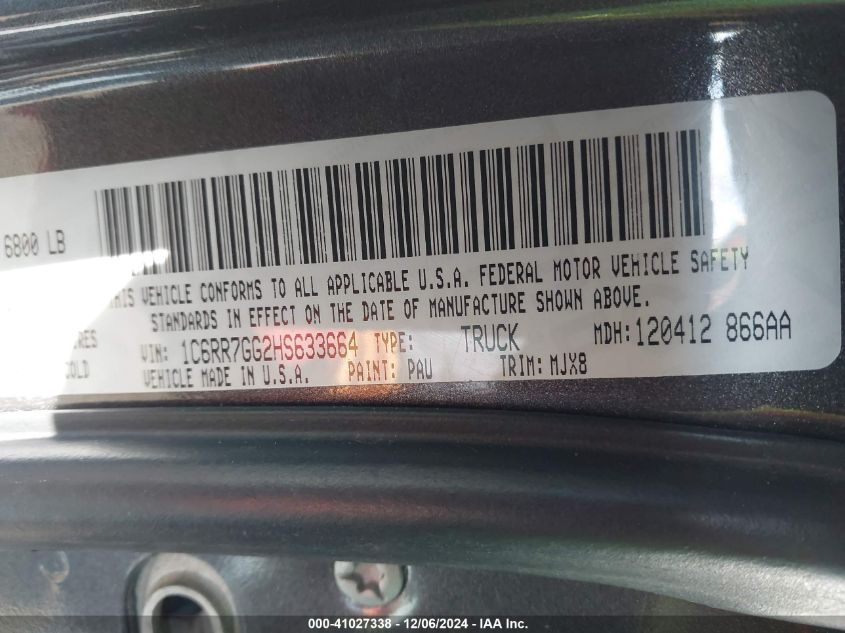 6800 LB
THIS VEHICLE CONFORMS TO ALL APPLICABLE U.S.A. FEDERAL MOTOR VEHICLE SAFETY
STANDARDS IN EFFECT ON THE DATE OF MANUFACTURE SHOWN ABOVE.
VIN: 1C6RR7GG2HS633664 TYPE: TRUCK MDH: 120412 866AA
VEHICLE MADE IN U.S.A. PAINT: PAU TRIM: MJX8
000-41027338 - 12/06/2024 - IAA Inc.